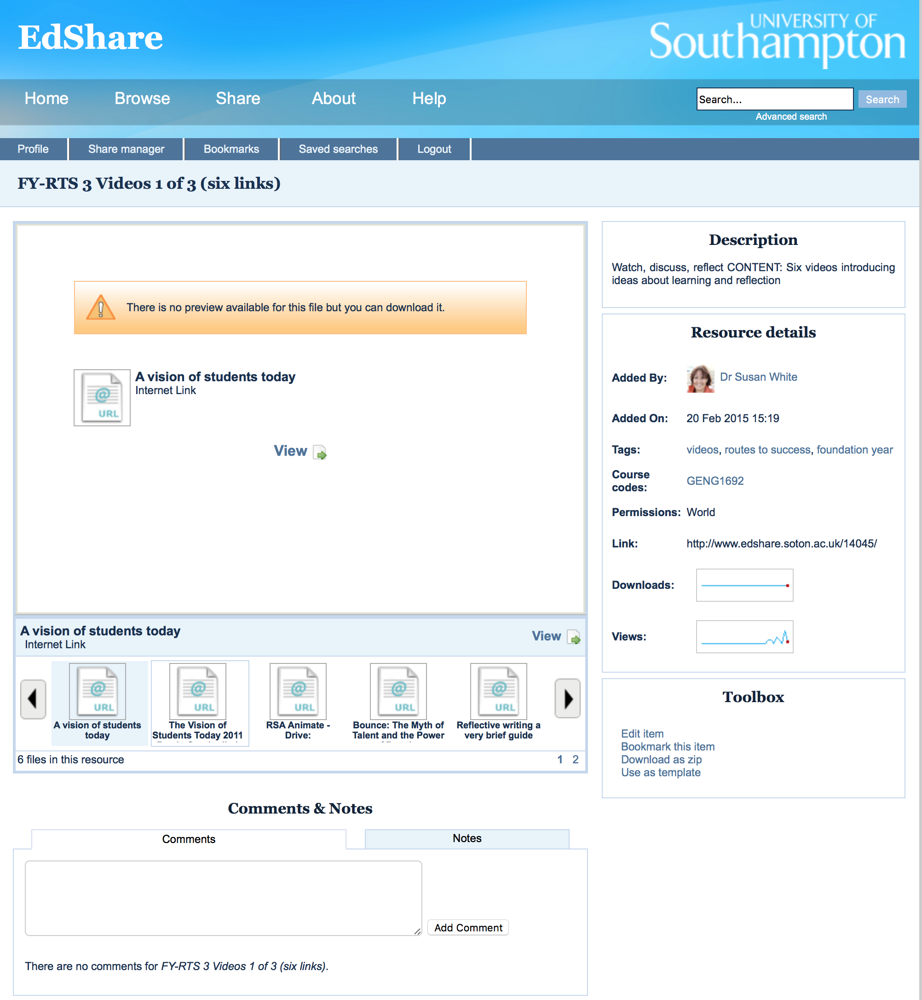 EdShare
UNIVERSITY OF
Southampton
Home Browse Share About Help
Search... Search
Advanced search
Profile Share manager Bookmarks Saved searches Logout
FY-RTS 3 Videos 1 of 3 (six links)
There is no preview available for this file but you can download it.
A vision of students today
Internet Link
@
URL
View
A vision of students today
Internet Link
View
@ @ @ @ @
URL URL URL URL URL
A vision of students
today
The Vision of
Students Today 2011
RSA Animate -
Drive:
Bounce: The Myth of
Talent and the Power
Reflective writing a
very brief guide
6 files in this resource
1 2
Comments & Notes
Comments
Notes
Add Comment
There are no comments for FY-RTS 3 Videos 1 of 3 (six links).
Description
Watch, discuss, reflect CONTENT: Six videos introducing
ideas about learning and reflection
Resource details
Added By: Dr Susan White
Added On: 20 Feb 2015 15:19
Tags: videos, routes to success, foundation year
Course
codes: GENG1692
Permissions: World
Link: http://www.edshare.soton.ac.uk/14045/
Downloads:
Views:
Toolbox
Edit item
Bookmark this item
Download as zip
Use as template